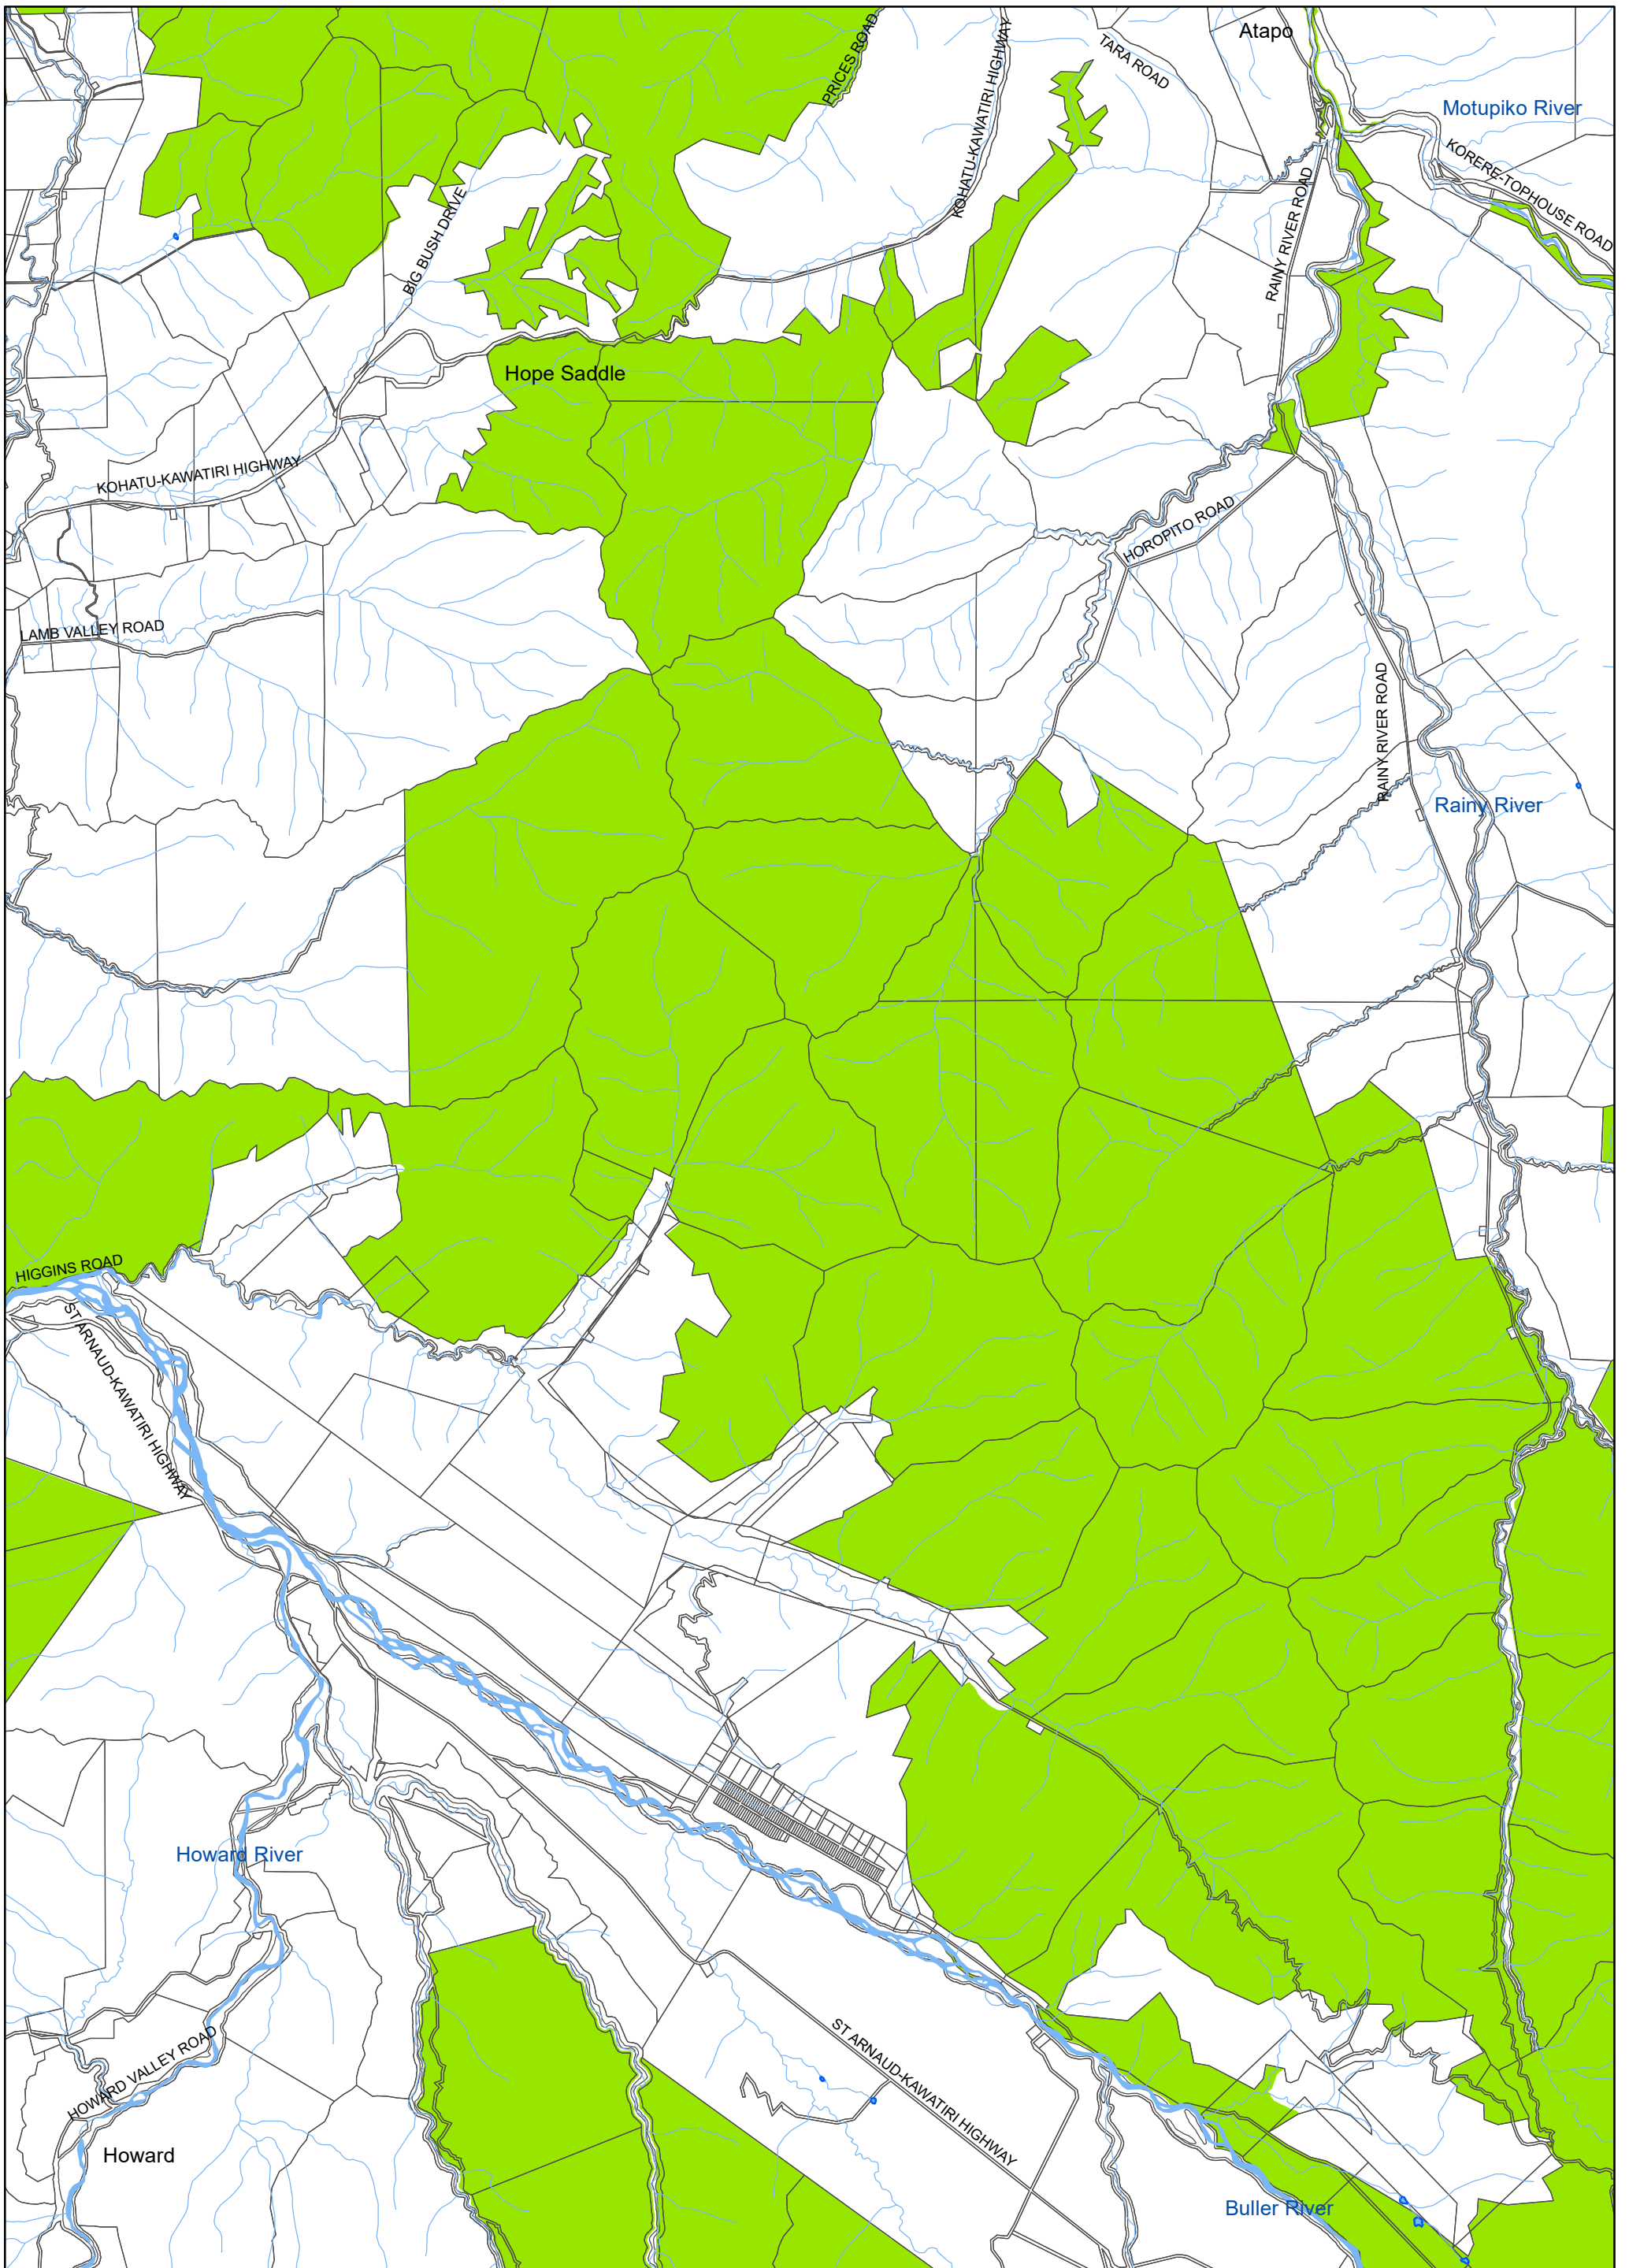 Atapo
PRICES ROAD
KOHATU-KAWATIRI HIGHWAY
TARA ROAD
Motupiko River
KORERE-TOPHOUSE ROAD
BIG BUSH DRIVE
RAINY RIVER ROAD
Hope Saddle
KOHATU-KAWATIRI HIGHWAY
HOROPITO ROAD
LAMB VALLEY ROAD
RAINY RIVER ROAD
Rainy River
HIGGINS ROAD
ST ARNAUD-KAWATIRI HIGHWAY
Howard River
HOWARD VALLEY ROAD
ST ARNAUD-KAWATIRI HIGHWAY
Howard
Buller River